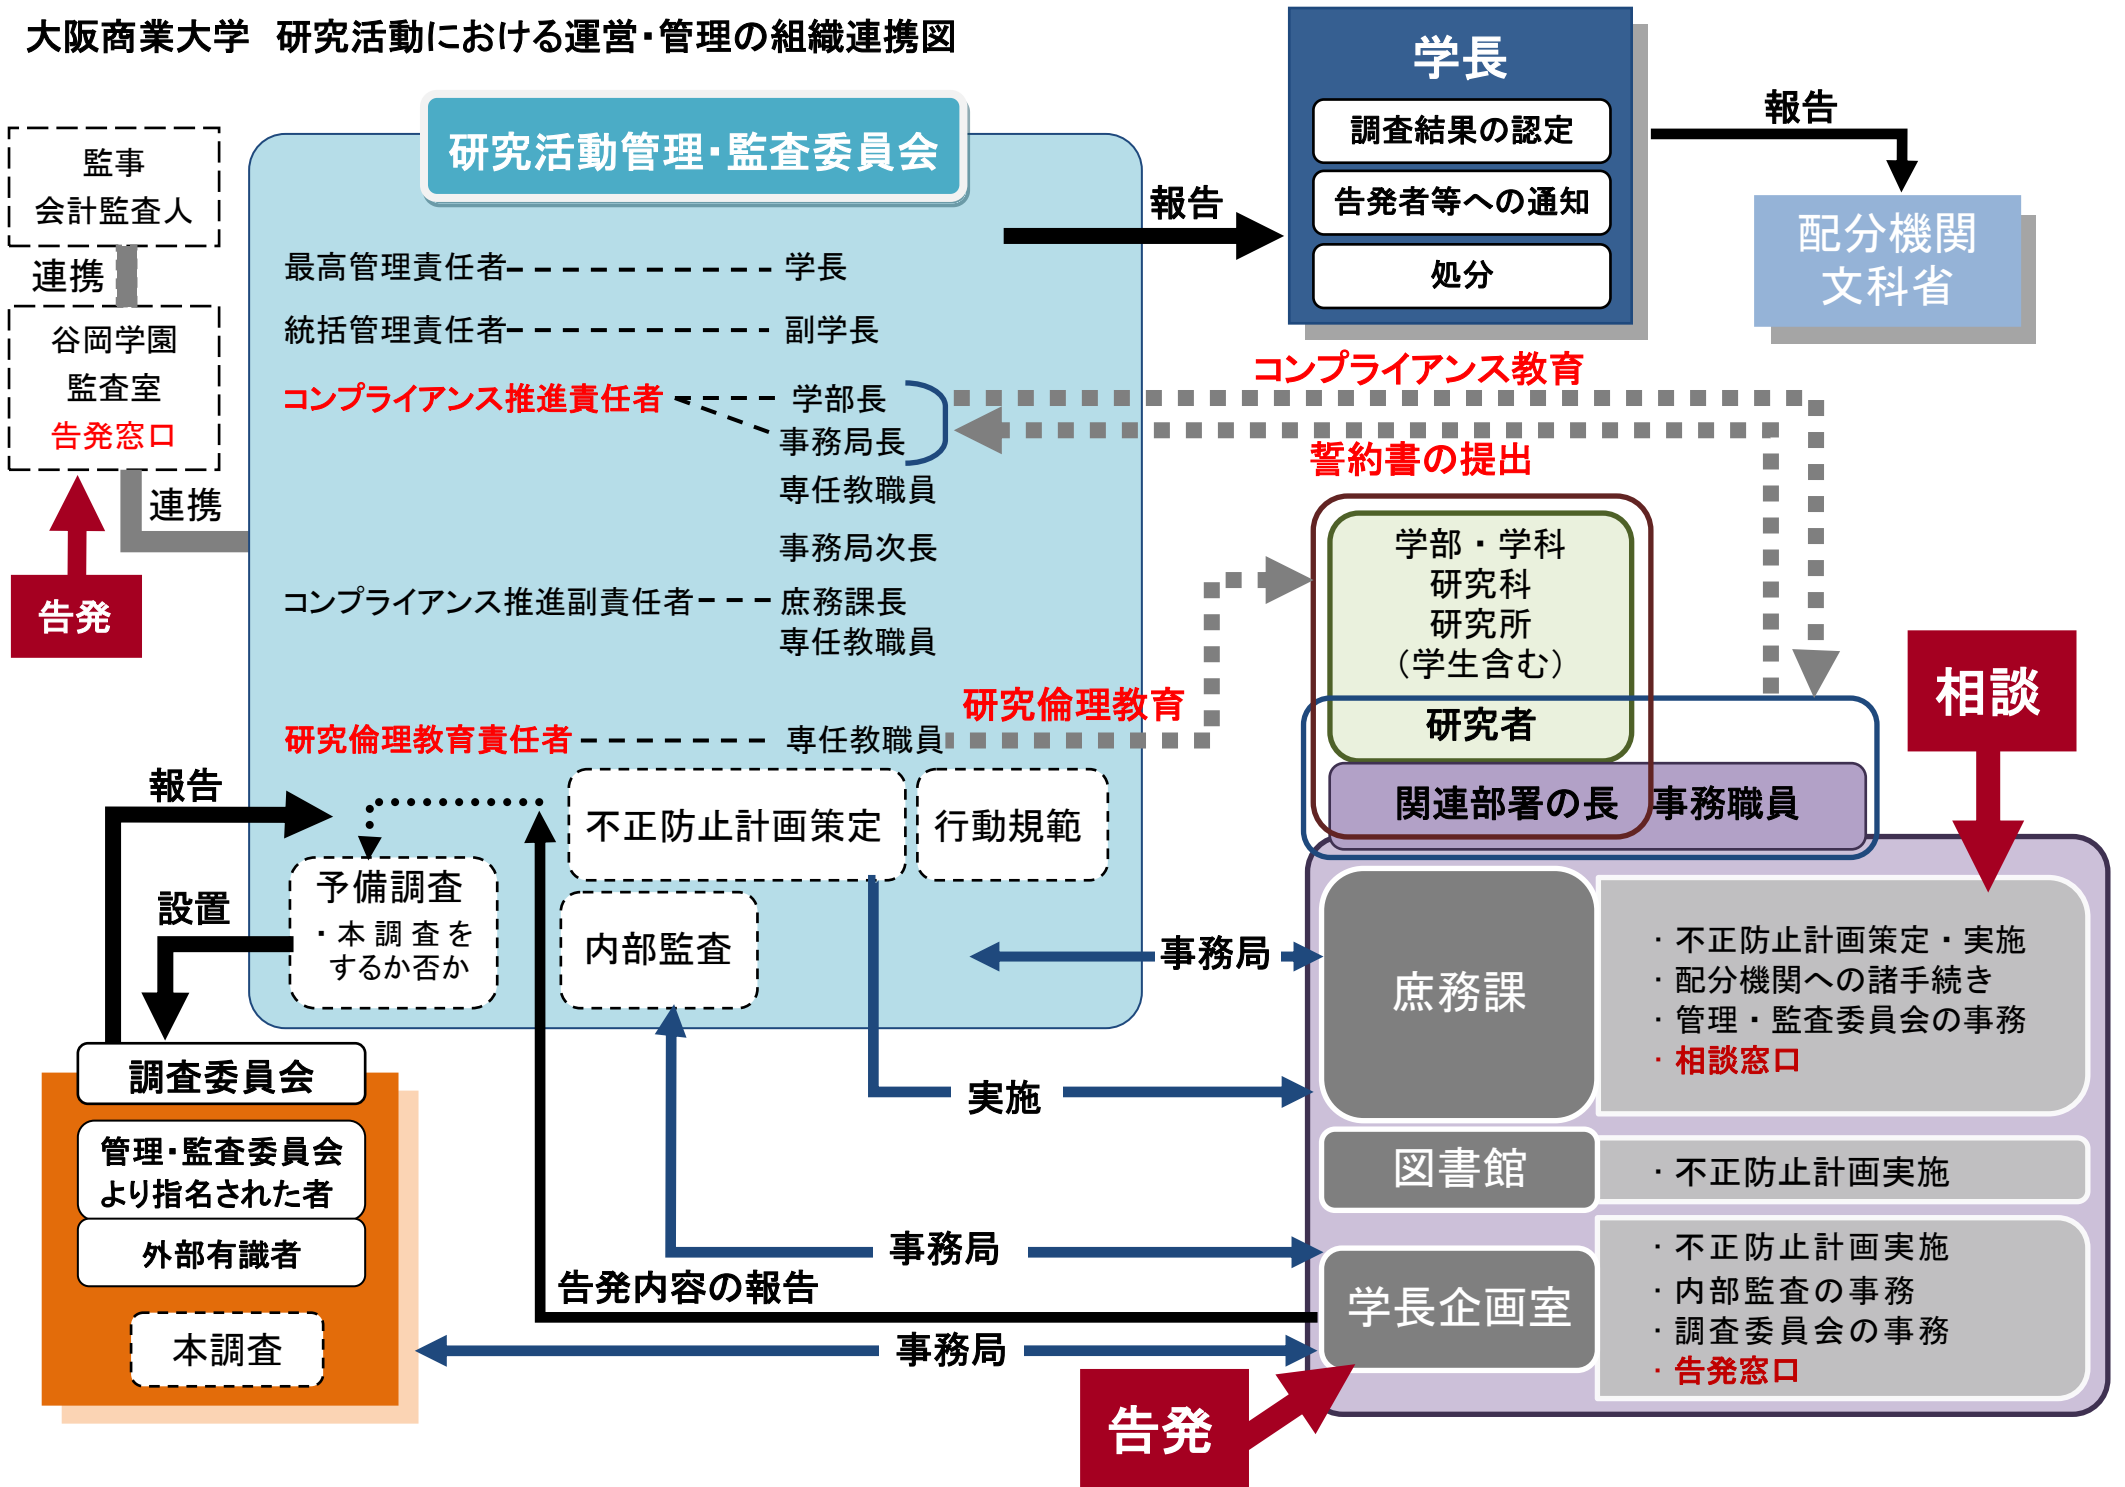 大阪商業大学　研究活動における運営・管理の組織連携図
監事
会計監査人
連携
谷岡学園
監査室
告発窓口
連携
告発
研究活動管理・監査委員会
最高管理責任者
学長
統括管理責任者
副学長
コンプライアンス推進責任者
学部長
事務局長
専任教職員
事務局次長
コンプライアンス推進副責任者
庶務課長
専任教職員
研究倫理教育責任者
専任教職員
不正防止計画策定
行動規範
予備調査
・本調査を
するか否か
内部監査
報告
設置
調査委員会
管理・監査委員会
より指名された者
外部有識者
本調査
報告
学長
調査結果の認定
告発者等への通知
処分
報告
配分機関
文科省
コンプライアンス教育
誓約書の提出
研究倫理教育
学部・学科
研究科
研究所
（学生含む）
研究者
関連部署の長　事務職員
相談
事務局
実施
事務局
告発内容の報告
事務局
告発
庶務課
・不正防止計画策定・実施
・配分機関への諸手続き
・管理・監査委員会の事務
・相談窓口
図書館
・不正防止計画実施
学長企画室
・不正防止計画実施
・内部監査の事務
・調査委員会の事務
・告発窓口